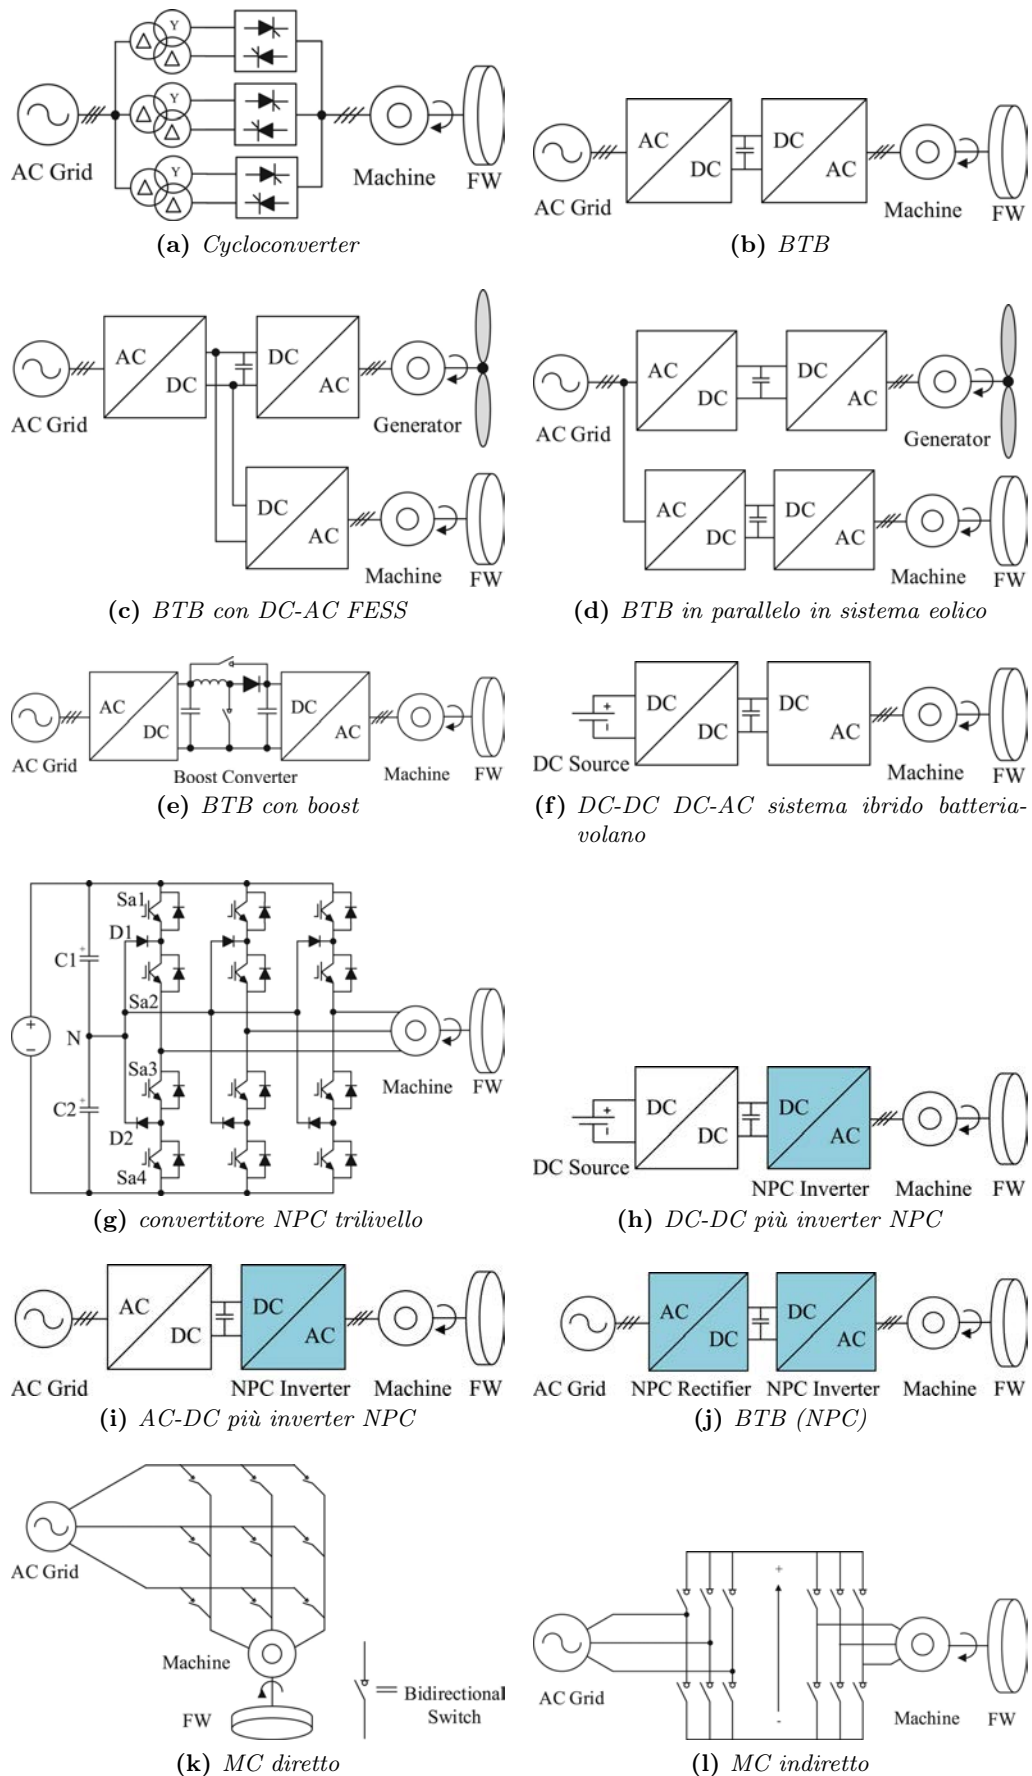 Y
Δ
Δ
Y
Δ
Δ
Y
Δ
Δ
AC Grid
Machine
FW
(a) Cycloconverter
AC
DC
DC
AC
AC Grid
Machine
FW
(b) BTB
AC
DC
DC
AC
AC Grid
Generator
DC
AC
Machine
FW
(c) BTB con DC-AC FESS
AC
DC
DC
AC
AC Grid
Generator
AC
DC
DC
AC
Machine
FW
(d) BTB in parallelo in sistema eolico
AC
DC
DC
AC
AC Grid
Boost Converter
Machine
FW
(e) BTB con boost
+
-
DC
DC
DC
AC
DC Source
Machine
FW
(f) DC-DC DC-AC sistema ibrido batteria-
volano
Sa1
D1
C1
+
Sa2
+
−
N
Sa3
C2
+
D2
Sa4
Machine
FW
(g) convertitore NPC trilivello
+
-
DC
DC
DC
AC
DC Source
NPC Inverter
Machine
FW
(h) DC-DC più inverter NPC
AC
DC
DC
AC
AC Grid
NPC Inverter
Machine
FW
(i) AC-DC più inverter NPC
AC
DC
DC
AC
AC Grid
NPC Rectifier
NPC Inverter
Machine
FW
(j) BTB (NPC)
AC Grid
Machine
FW
= Bidirectional
Switch
(k) MC diretto
+
-
AC Grid
Machine
FW
(l) MC indiretto